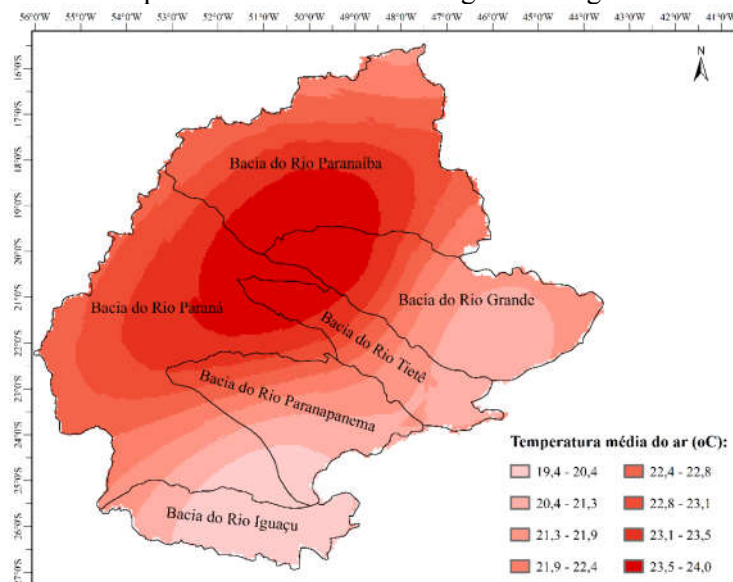 56°0'W 55°0'W 54°0'W 53°0'W 52°0'W 51°0'W 50°0'W 49°0'W 48°0'W 47°0'W 46°0'W 45°0'W 44°0'W 43°0'W 42°0'W 41°0'W
N
16°0'S
17°0'S
18°0'S
19°0'S
20°0'S
21°0'S
22°0'S
23°0'S
24°0'S
25°0'S
26°0'S
27°0'S
Bacia do Rio Paranaíba
Bacia do Rio Grande
Bacia do Rio Paraná
Bacia do Rio Tietê
Bacia do Rio Paranapanema
Bacia do Rio Iguaçu
Temperatura média do ar (oC):
19,4 - 20,4 22,4 - 22,8
20,4 - 21,3 22,8 - 23,1
21,3 - 21,9 23,1 - 23,5
21,9 - 22,4 23,5 - 24,0